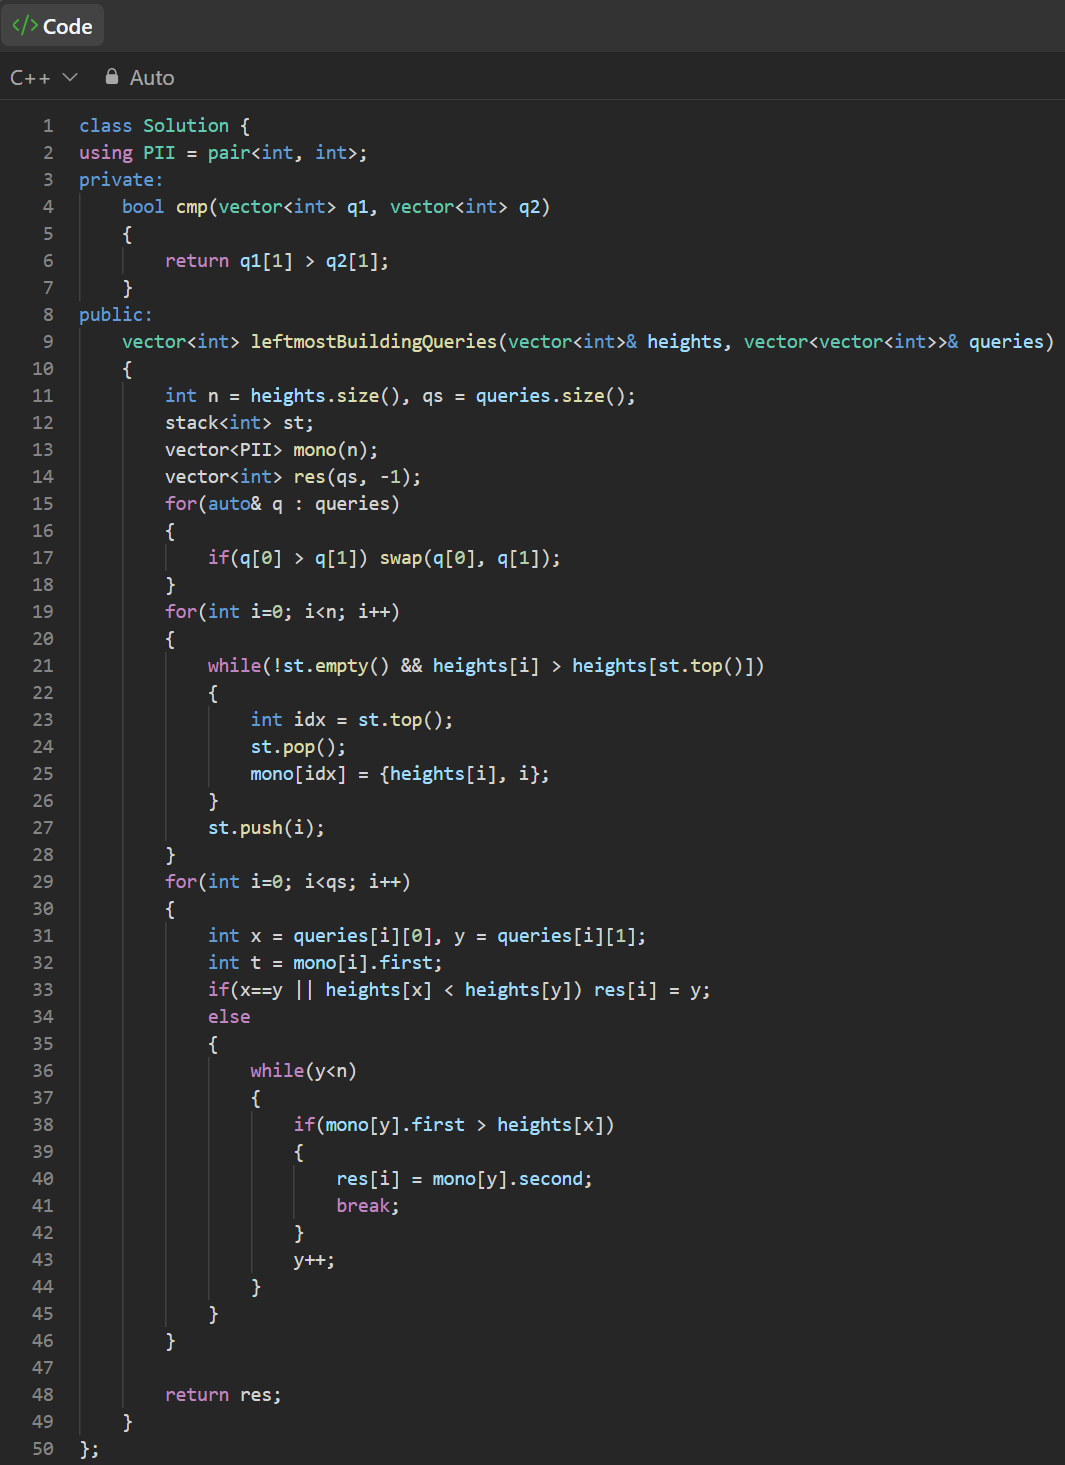 </> Code
C++ Auto
1 class Solution {
2 using PII = pair<int, int>;
3 private:
4     bool cmp(vector<int> q1, vector<int> q2)
5     {
6         return q1[1] > q2[1];
7     }
8 public:
9     vector<int> leftmostBuildingQueries(vector<int>& heights, vector<vector<int>>& queries)
10     {
11         int n = heights.size(), qs = queries.size();
12         stack<int> st;
13         vector<PII> mono(n);
14         vector<int> res(qs, -1);
15         for(auto& q : queries)
16         {
17             if(q[0] > q[1]) swap(q[0], q[1]);
18         }
19         for(int i=0; i<n; i++)
20         {
21             while(!st.empty() && heights[i] > heights[st.top()])
22             {
23                 int idx = st.top();
24                 st.pop();
25                 mono[idx] = {heights[i], i};
26             }
27             st.push(i);
28         }
29         for(int i=0; i<qs; i++)
30         {
31             int x = queries[i][0], y = queries[i][1];
32             int t = mono[i].first;
33             if(x==y || heights[x] < heights[y]) res[i] = y;
34             else
35             {
36                 while(y<n)
37                 {
38                     if(mono[y].first > heights[x])
39                     {
40                         res[i] = mono[y].second;
41                         break;
42                     }
43                     y++;
44                 }
45             }
46         }
47
48         return res;
49     }
50 };